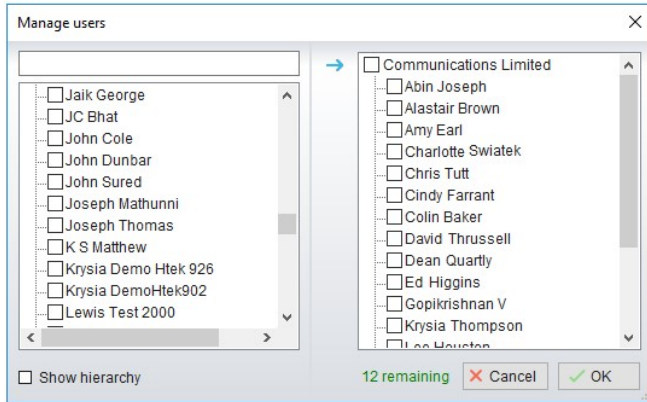 Manage users
Jaik George
JC Bhat
John Cole
John Dunbar
John Sured
Joseph Mathunni
Joseph Thomas
K S Matthew
Krysia Demo Htek 926
Krysia DemoHtek902
Lewis Test 2000
Show hierarchy
Communications Limited
Abin Joseph
Alastair Brown
Amy Earl
Charlotte Swiatek
Chris Tutt
Cindy Farrant
Colin Baker
David Thrussell
Dean Quartly
Ed Higgins
Gopikrishnan V
Krysia Thompson
Lee Houston
12 remaining
Cancel
OK